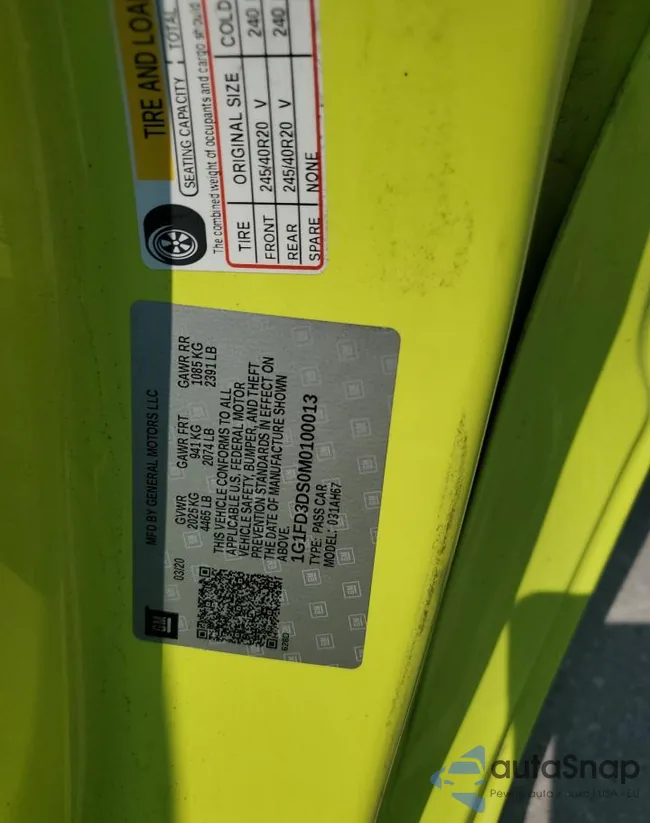 TIRE AND LOA
SEATING CAPACITY TOTAL
The combined weight of occupants and cargo should
TIRE ORIGINAL SIZE COLD
FRONT 245/40R20 V 240
REAR 245/40R20 V 240
SPARE NONE
GM
MFD BY GENERAL MOTORS LLC
03/20
GVWR GAWR FRT GAWR RR
2025 KG 941 KG 1085 KG
4465 LB 2074 LB 2391 LB
THIS VEHICLE CONFORMS TO ALL
APPLICABLE U.S. FEDERAL MOTOR
VEHICLE SAFETY, BUMPER, AND THEFT
PREVENTION STANDARDS IN EFFECT ON
THE DATE OF MANUFACTURE SHOWN
ABOVE.
1G1FD3DS0M0100013
TYPE: PASS CAR
MODEL: 031AH67
628D
autaSnap